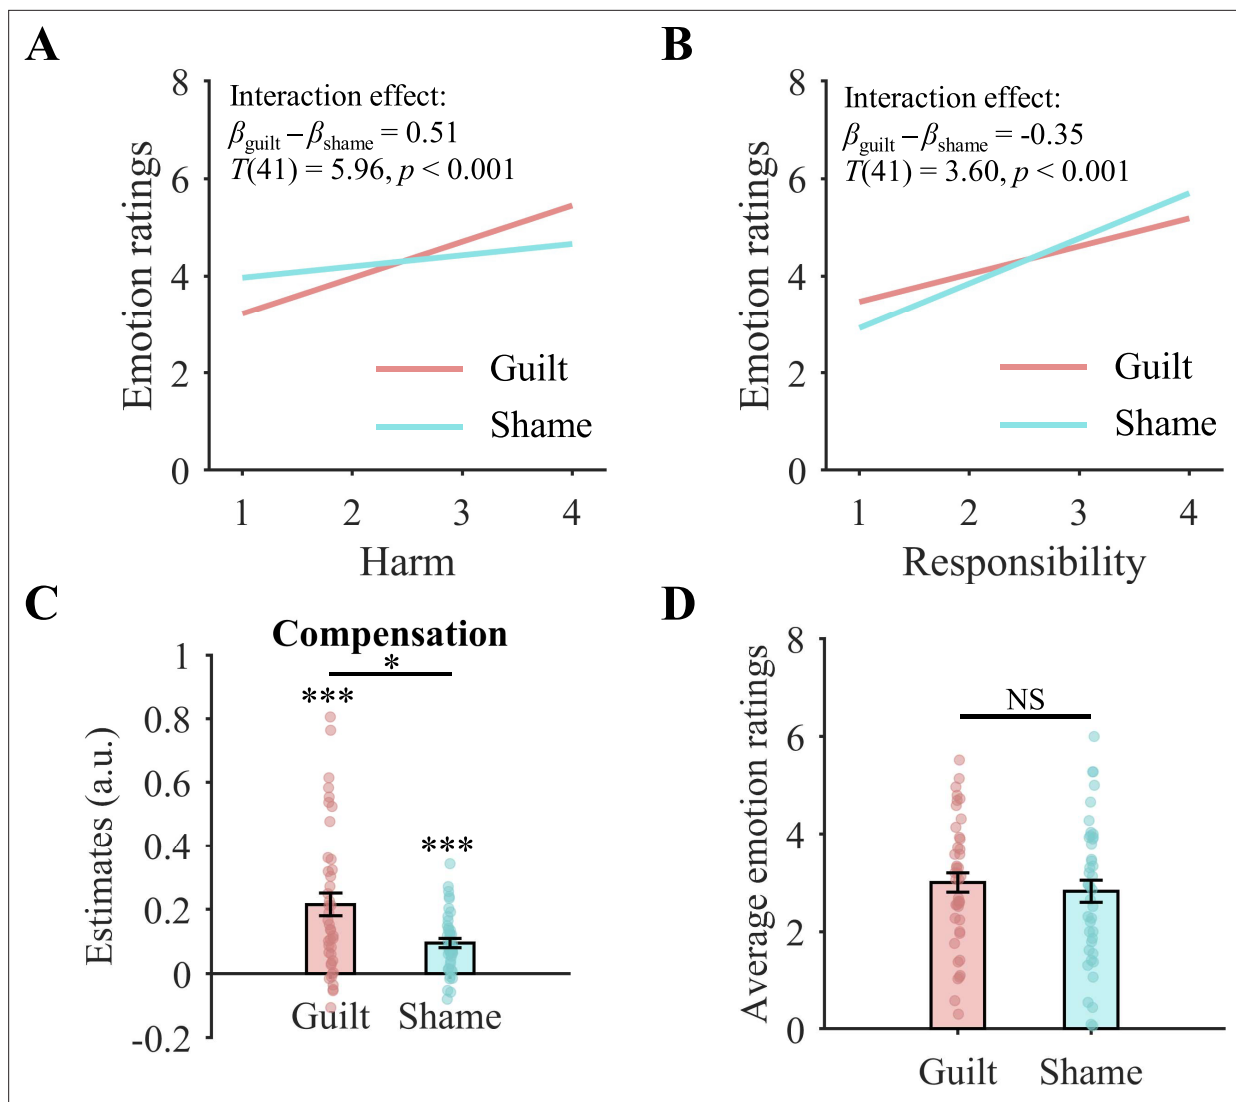 A
8
6
4
2
0
Emotion ratings
Interaction effect:
βguilt – βshame = 0.51
T(41) = 5.96, p < 0.001
Guilt
Shame
1 2 3 4
Harm
B
8
6
4
2
0
Emotion ratings
Interaction effect:
βguilt – βshame = -0.35
T(41) = 3.60, p < 0.001
Guilt
Shame
1 2 3 4
Responsibility
C
Compensation
1
0.8
0.6
0.4
0.2
0
-0.2
Estimates (a.u.)
*
***
***
Guilt Shame
D
8
6
4
2
0
Average emotion ratings
NS
Guilt Shame